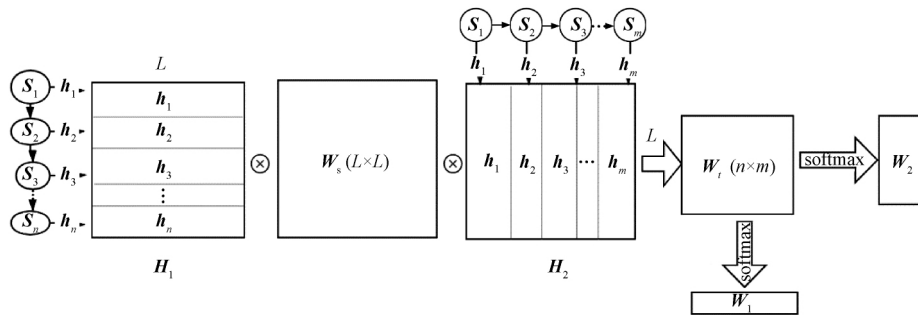 S₁ S₂ S₃ ... Sₘ
h₁ h₂ h₃ hₘ
L
S₁ h₁ h₁
S₂ h₂ h₂
S₃ h₃ h₃
⋮
Sₙ hₙ hₙ
H₁
⊗
Wₛ (L×L)
⊗
h₁ h₂ h₃ ... hₘ
H₂
L
Wₜ (n×m)
softmax
W₂
softmax
W₁